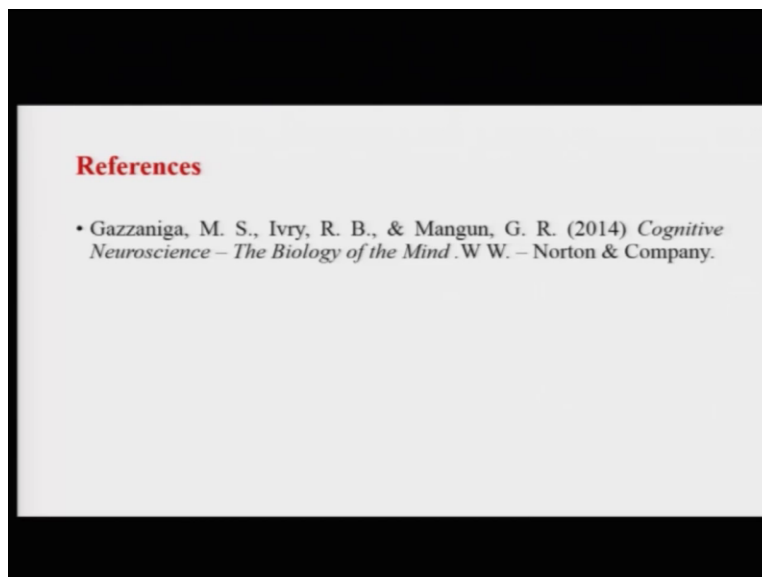 References
• Gazzaniga, M. S., Ivry, R. B., & Mangun, G. R. (2014) Cognitive
Neuroscience – The Biology of the Mind .W W. – Norton & Company.